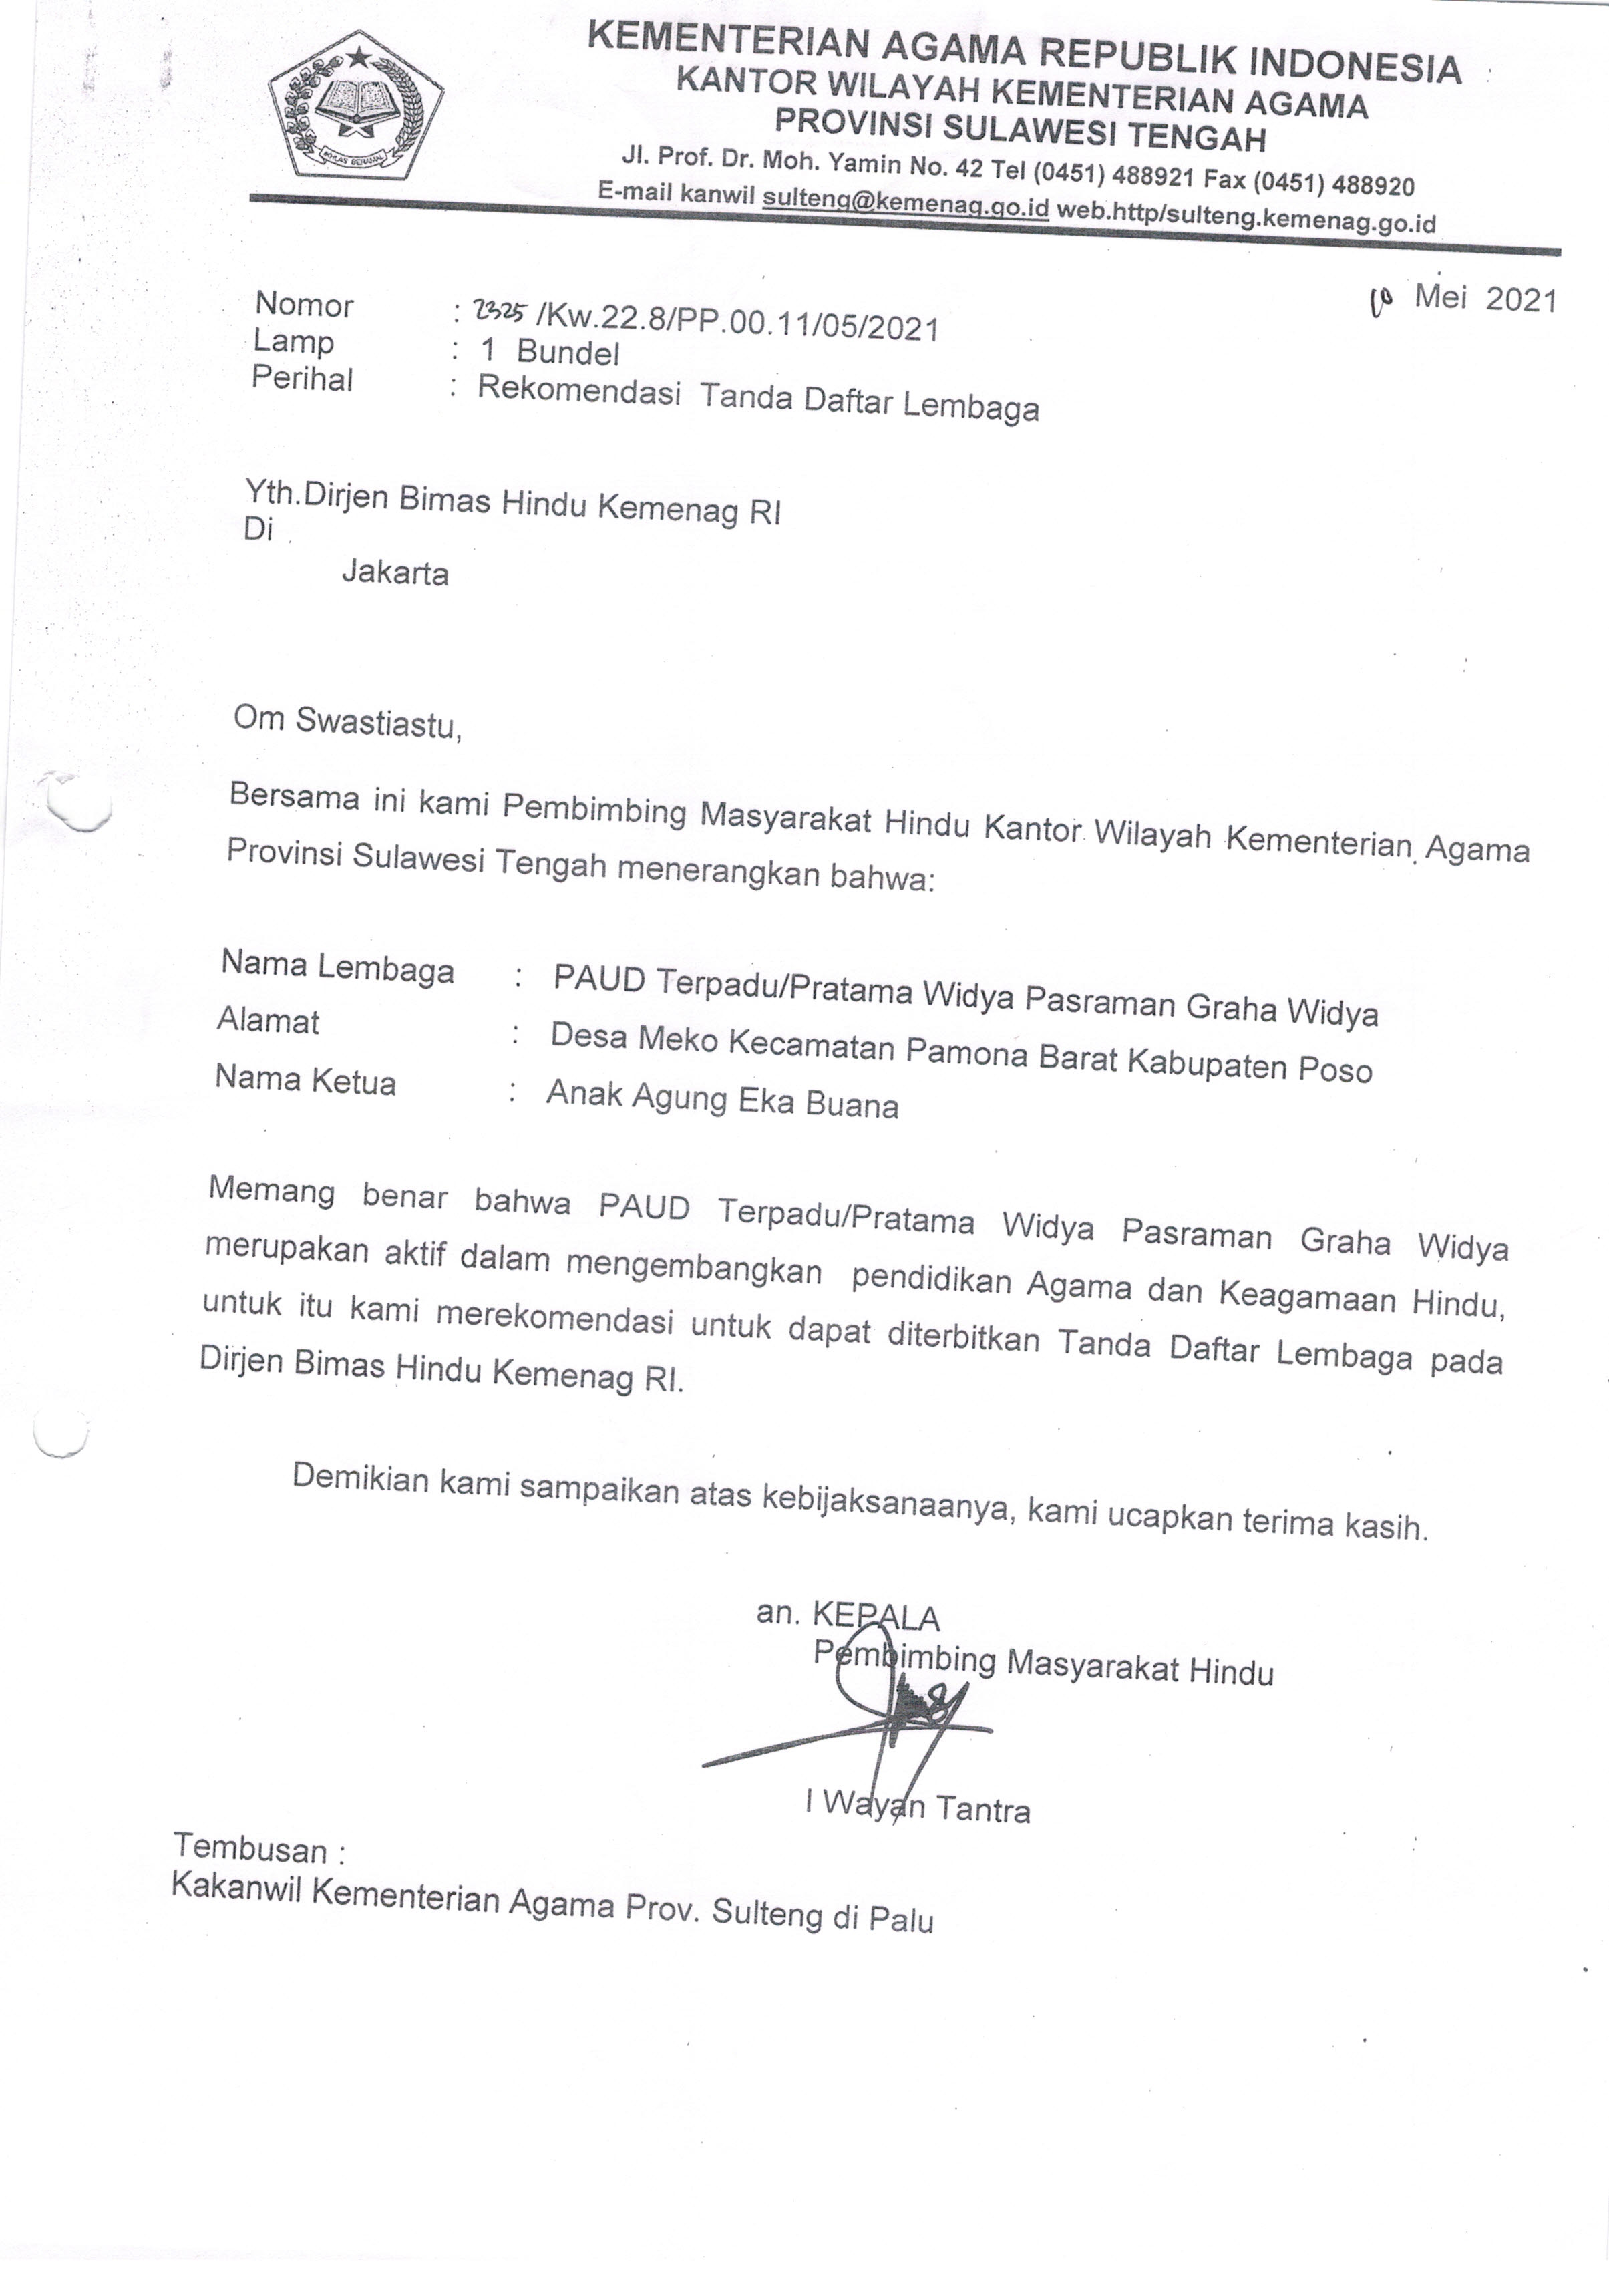 KEMENTERIAN AGAMA REPUBLIK INDONESIA
KANTOR WILAYAH KEMENTERIAN AGAMA
PROVINSI SULAWESI TENGAH
Jl. Prof. Dr. Moh. Yamin No. 42 Tel (0451) 488921 Fax (0451) 488920
E-mail kanwil sulteng@kemenag.go.id web.http/sulteng.kemenag.go.id
IKHLAS BERAMAL
10 Mei 2021
Nomor : 2325 /Kw.22.8/PP.00.11/05/2021
Lamp : 1 Bundel
Perihal : Rekomendasi Tanda Daftar Lembaga
Yth.Dirjen Bimas Hindu Kemenag RI
Di
Jakarta
Om Swastiastu,
Bersama ini kami Pembimbing Masyarakat Hindu Kantor Wilayah Kementerian Agama
Provinsi Sulawesi Tengah menerangkan bahwa:
Nama Lembaga : PAUD Terpadu/Pratama Widya Pasraman Graha Widya
Alamat : Desa Meko Kecamatan Pamona Barat Kabupaten Poso
Nama Ketua : Anak Agung Eka Buana
Memang benar bahwa PAUD Terpadu/Pratama Widya Pasraman Graha Widya
merupakan aktif dalam mengembangkan pendidikan Agama dan Keagamaan Hindu,
untuk itu kami merekomendasi untuk dapat diterbitkan Tanda Daftar Lembaga pada
Dirjen Bimas Hindu Kemenag RI.
Demikian kami sampaikan atas kebijaksanaanya, kami ucapkan terima kasih.
an. KEPALA
Pembimbing Masyarakat Hindu
I Wayan Tantra
Tembusan :
Kakanwil Kementerian Agama Prov. Sulteng di Palu